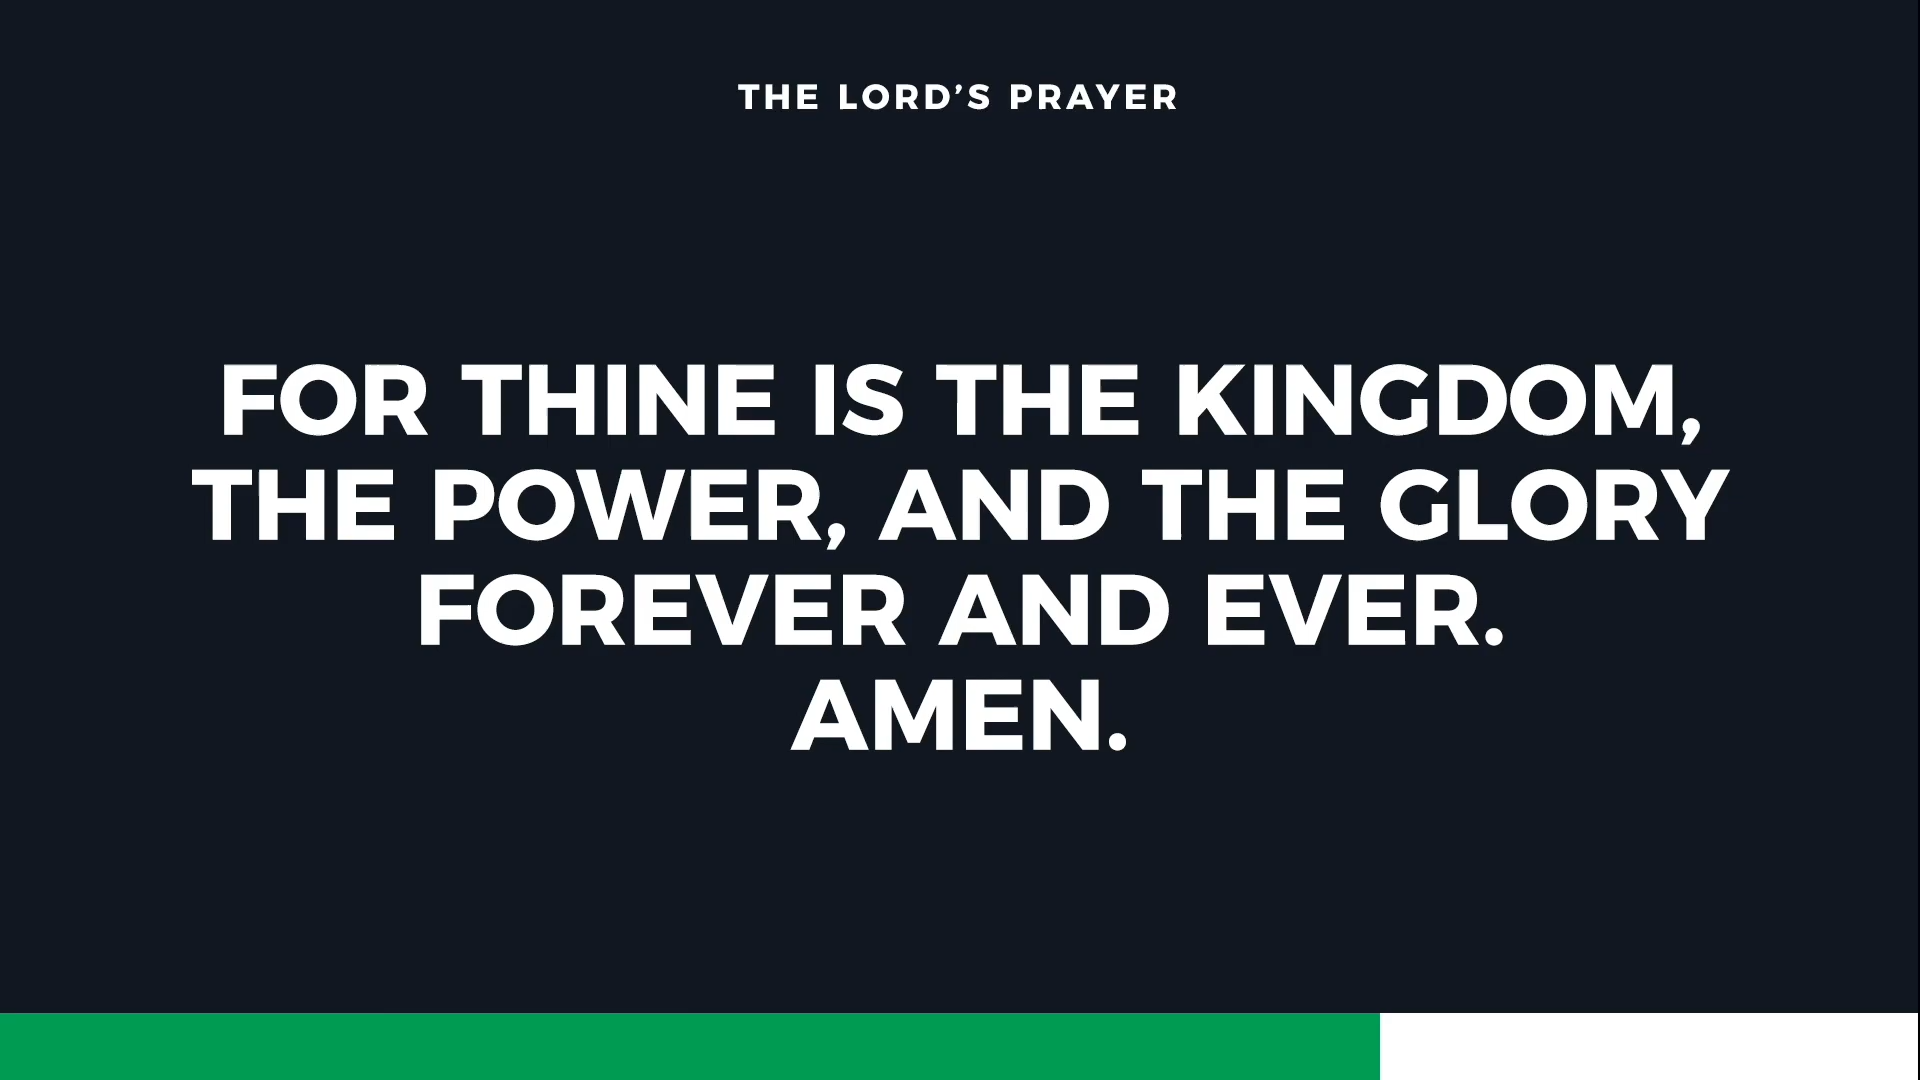 THE LORD’S PRAYER
FOR THINE IS THE KINGDOM,
THE POWER, AND THE GLORY
FOREVER AND EVER.
AMEN.